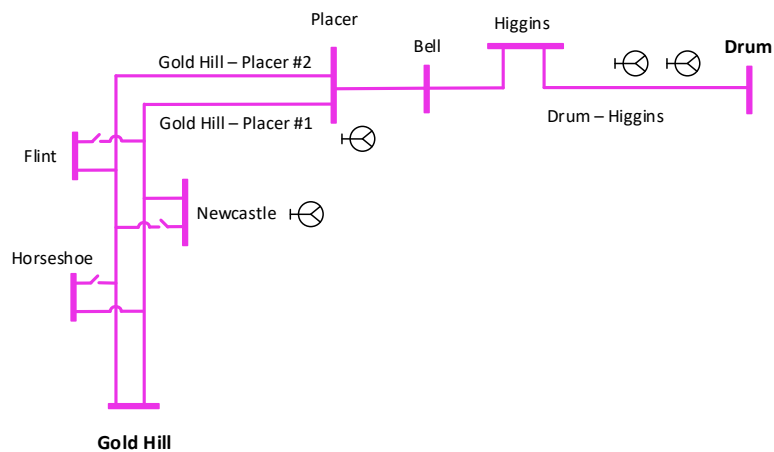 Placer
Higgins
Bell
Drum
Gold Hill – Placer #2
Gold Hill – Placer #1
Drum – Higgins
Flint
Newcastle
Horseshoe
Gold Hill